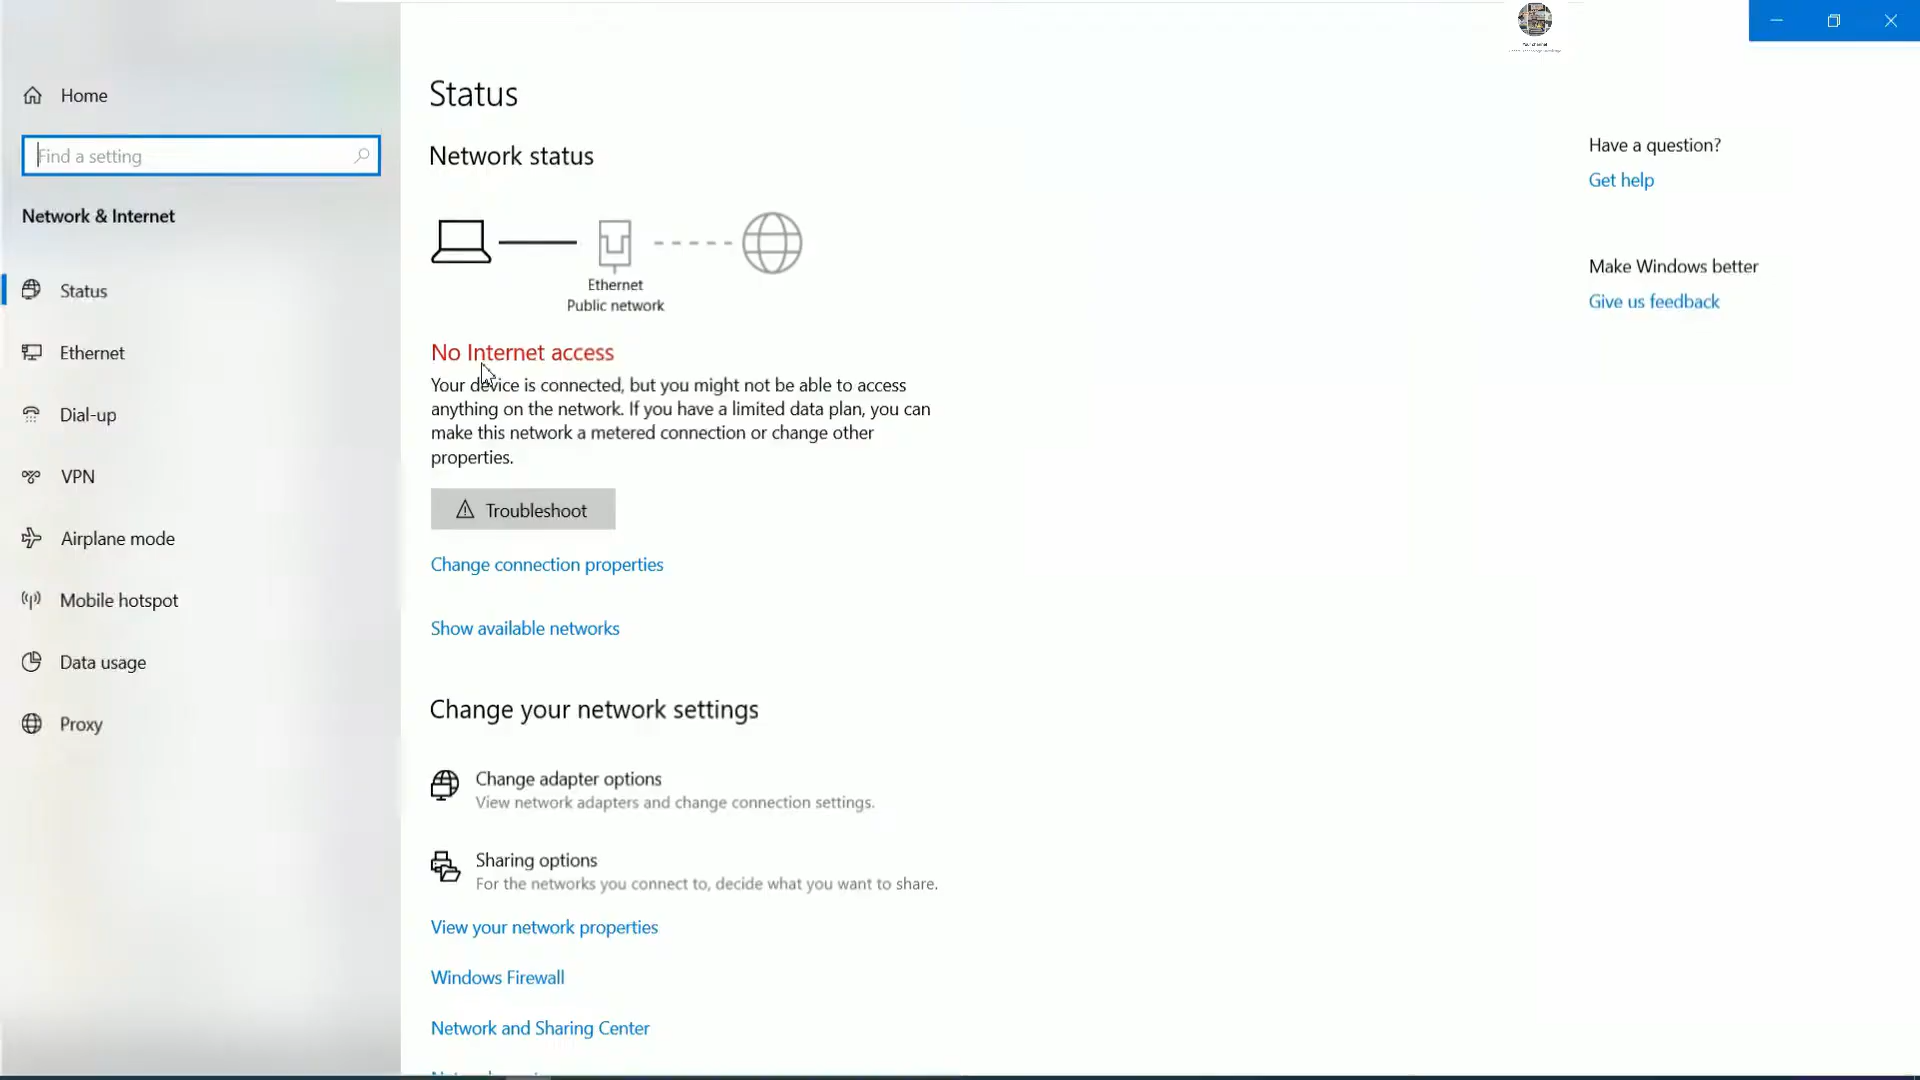 Home
Find a setting
Network & Internet
Status
Ethernet
Dial-up
VPN
Airplane mode
Mobile hotspot
Data usage
Proxy
Status
Network status
Ethernet
Public network
No Internet access
Your device is connected, but you might not be able to access
anything on the network. If you have a limited data plan, you can
make this network a metered connection or change other
properties.
Troubleshoot
Change connection properties
Show available networks
Change your network settings
Change adapter options
View network adapters and change connection settings.
Sharing options
For the networks you connect to, decide what you want to share.
View your network properties
Windows Firewall
Network and Sharing Center
Have a question?
Get help
Make Windows better
Give us feedback